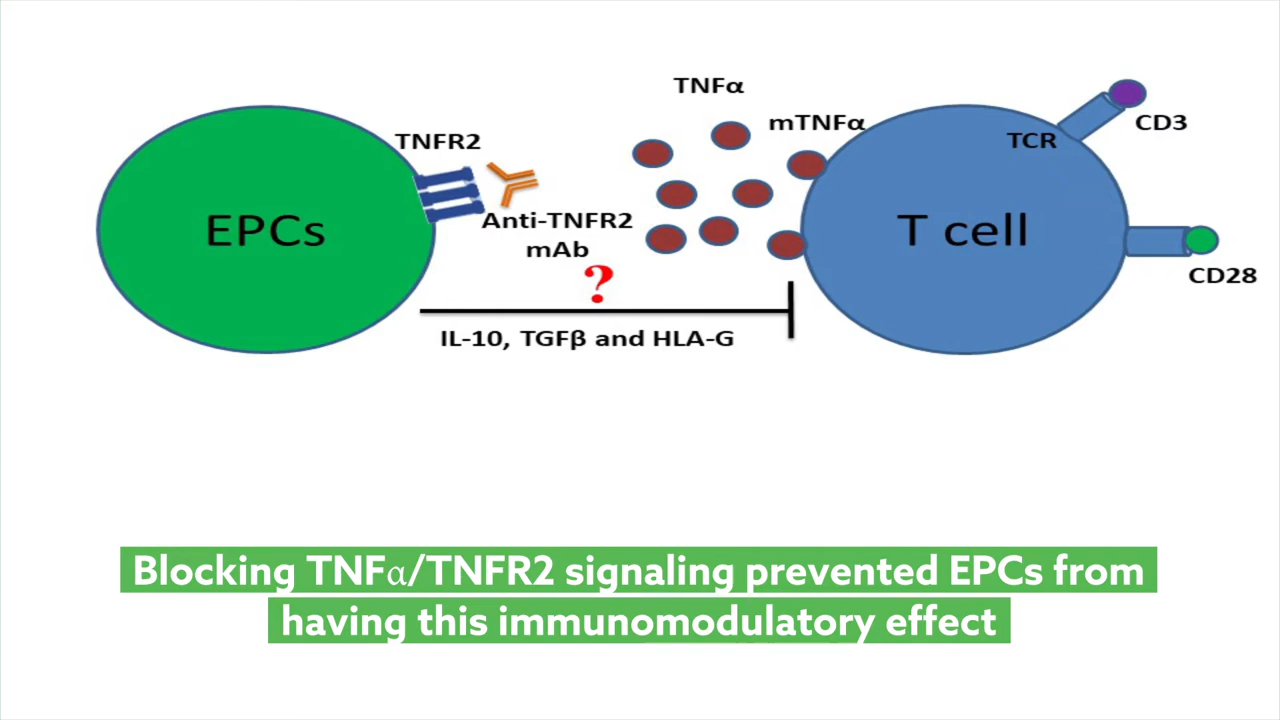 TNFα
mTNFα
CD3
TCR
TNFR2
EPCs
Anti-TNFR2
mAb
T cell
CD28
?
IL-10, TGFβ and HLA-G
Blocking TNFα/TNFR2 signaling prevented EPCs from
having this immunomodulatory effect